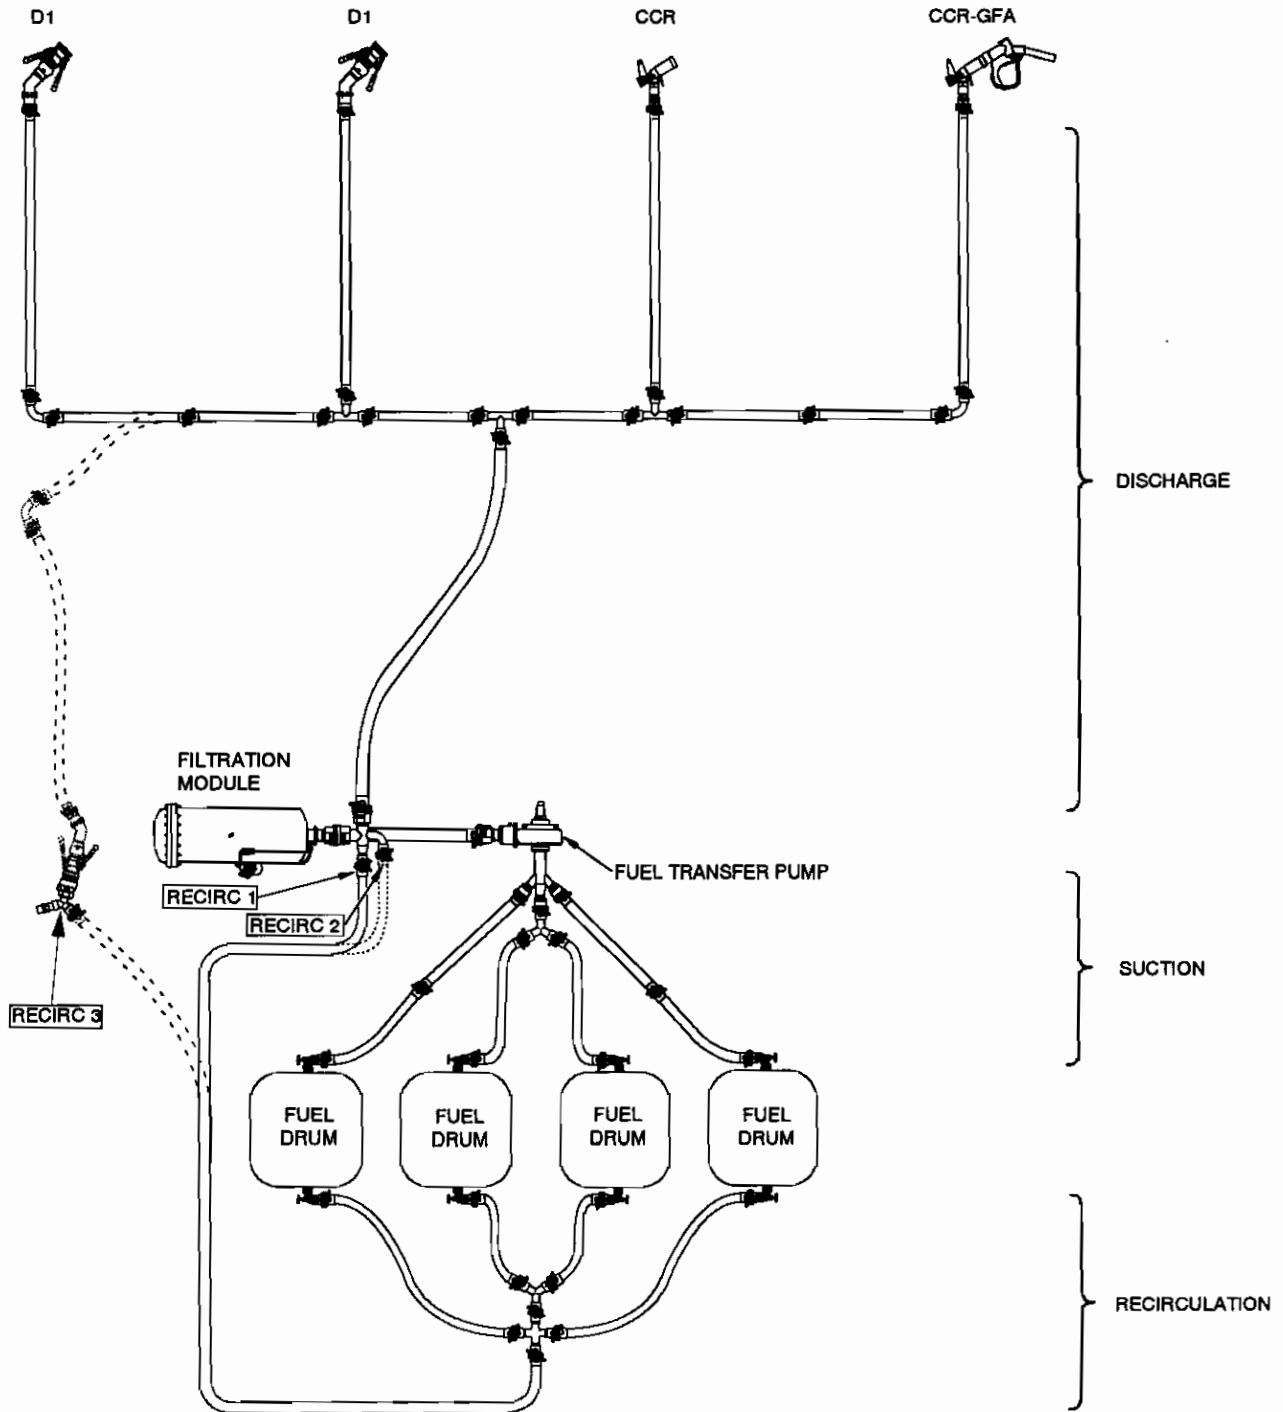 D1
D1
CCR
CCR-GFA
DISCHARGE
FILTRATION
MODULE
FUEL TRANSFER PUMP
RECIRC 1
RECIRC 2
SUCTION
RECIRC 3
FUEL
DRUM
FUEL
DRUM
FUEL
DRUM
FUEL
DRUM
RECIRCULATION